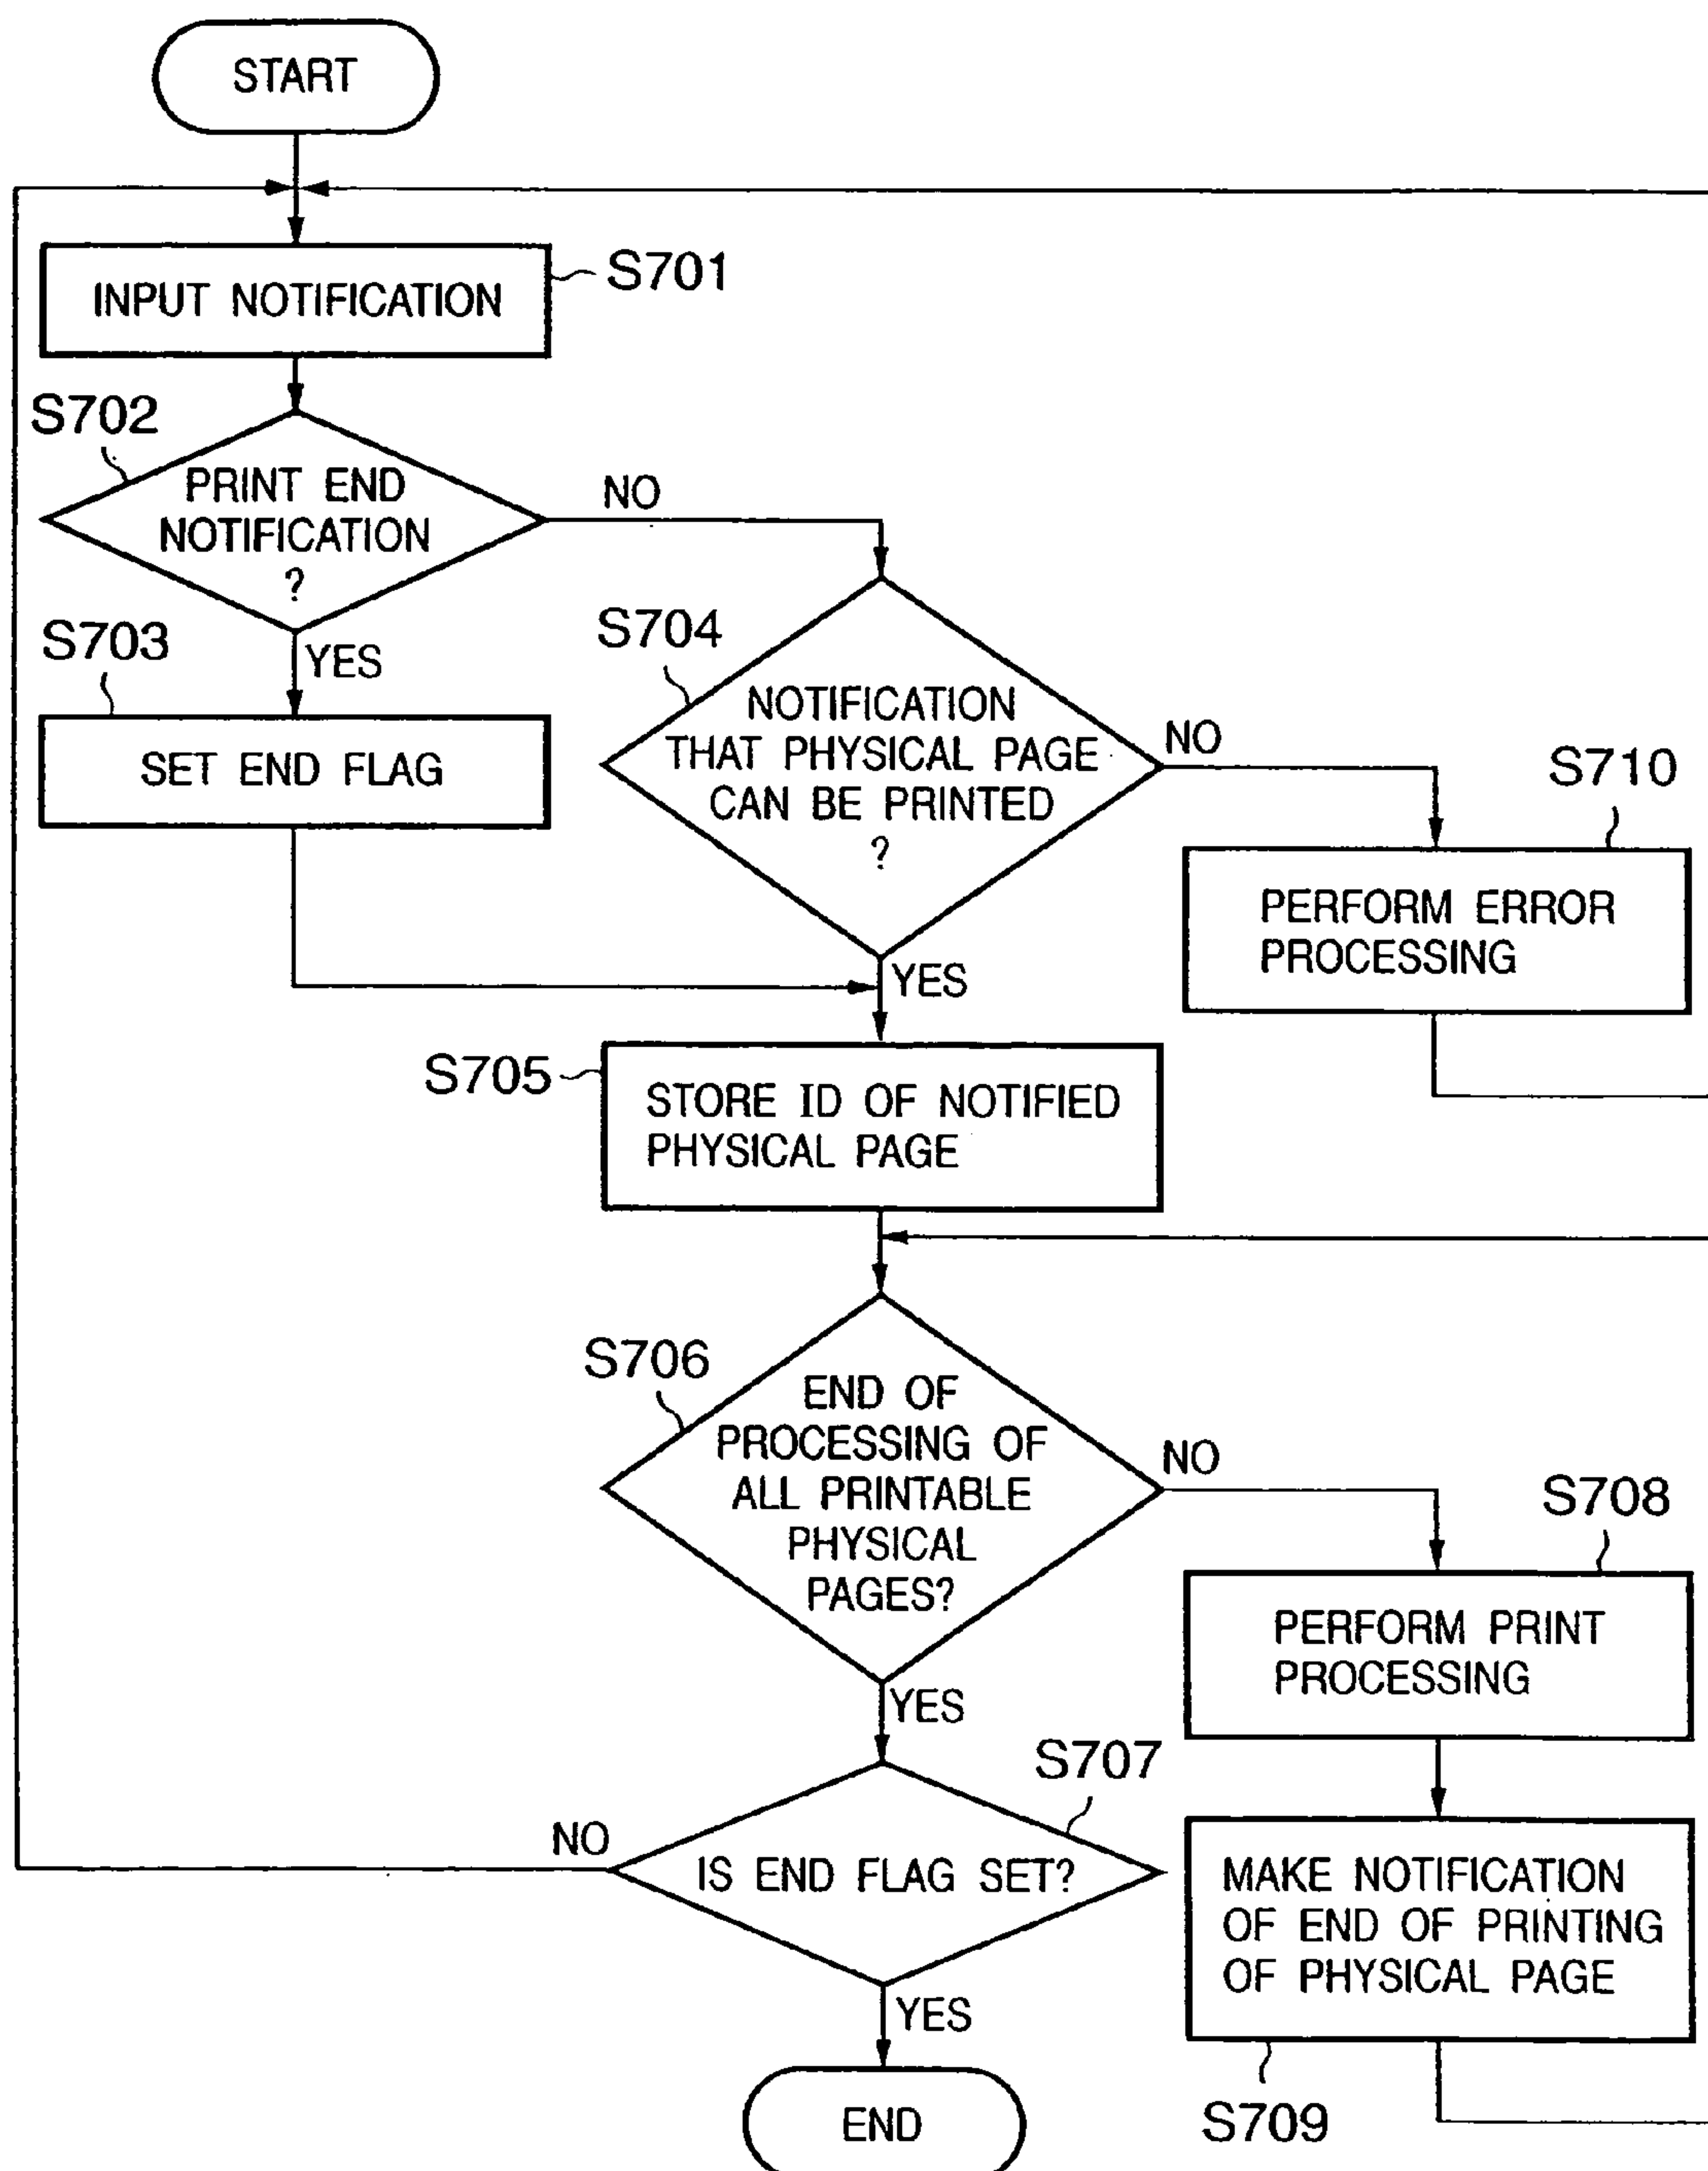 START
INPUT NOTIFICATION
S701
S702
PRINT END
NOTIFICATION
?
NO
YES
S703
SET END FLAG
S704
NOTIFICATION
THAT PHYSICAL PAGE
CAN BE PRINTED
?
NO
YES
S710
PERFORM ERROR
PROCESSING
S705
STORE ID OF NOTIFIED
PHYSICAL PAGE
S706
END OF
PROCESSING OF
ALL PRINTABLE
PHYSICAL
PAGES?
NO
YES
S708
PERFORM PRINT
PROCESSING
S707
IS END FLAG SET?
NO
YES
MAKE NOTIFICATION
OF END OF PRINTING
OF PHYSICAL PAGE
S709
END